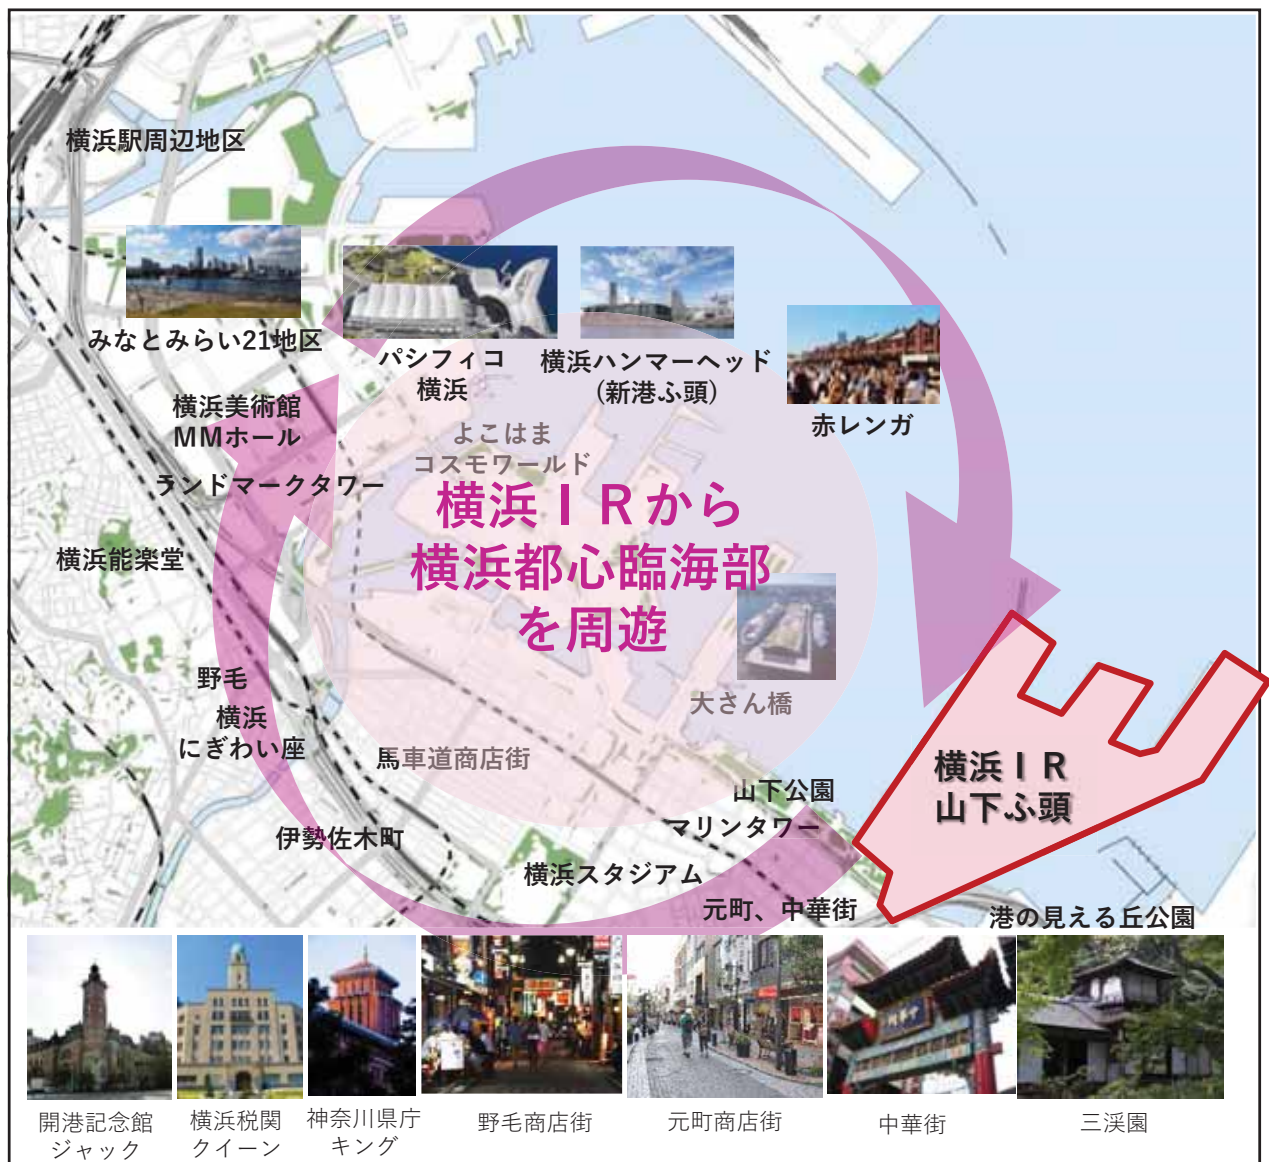 横浜駅周辺地区
みなとみらい21地区
パシフィコ
横浜
横浜ハンマーヘッド
(新港ふ頭)
赤レンガ
横浜美術館
MMホール
よこはま
コスモワールド
ランドマークタワー
横浜ＩＲから
横浜都心臨海部
を周遊
横浜能楽堂
野毛
横浜
にぎわい座
大さん橋
馬車道商店街
横浜ＩＲ
山下ふ頭
山下公園
マリンタワー
伊勢佐木町
横浜スタジアム
元町、中華街
港の見える丘公園
開港記念館
ジャック
横浜税関
クイーン
神奈川県庁
キング
野毛商店街
元町商店街
中華街
三渓園